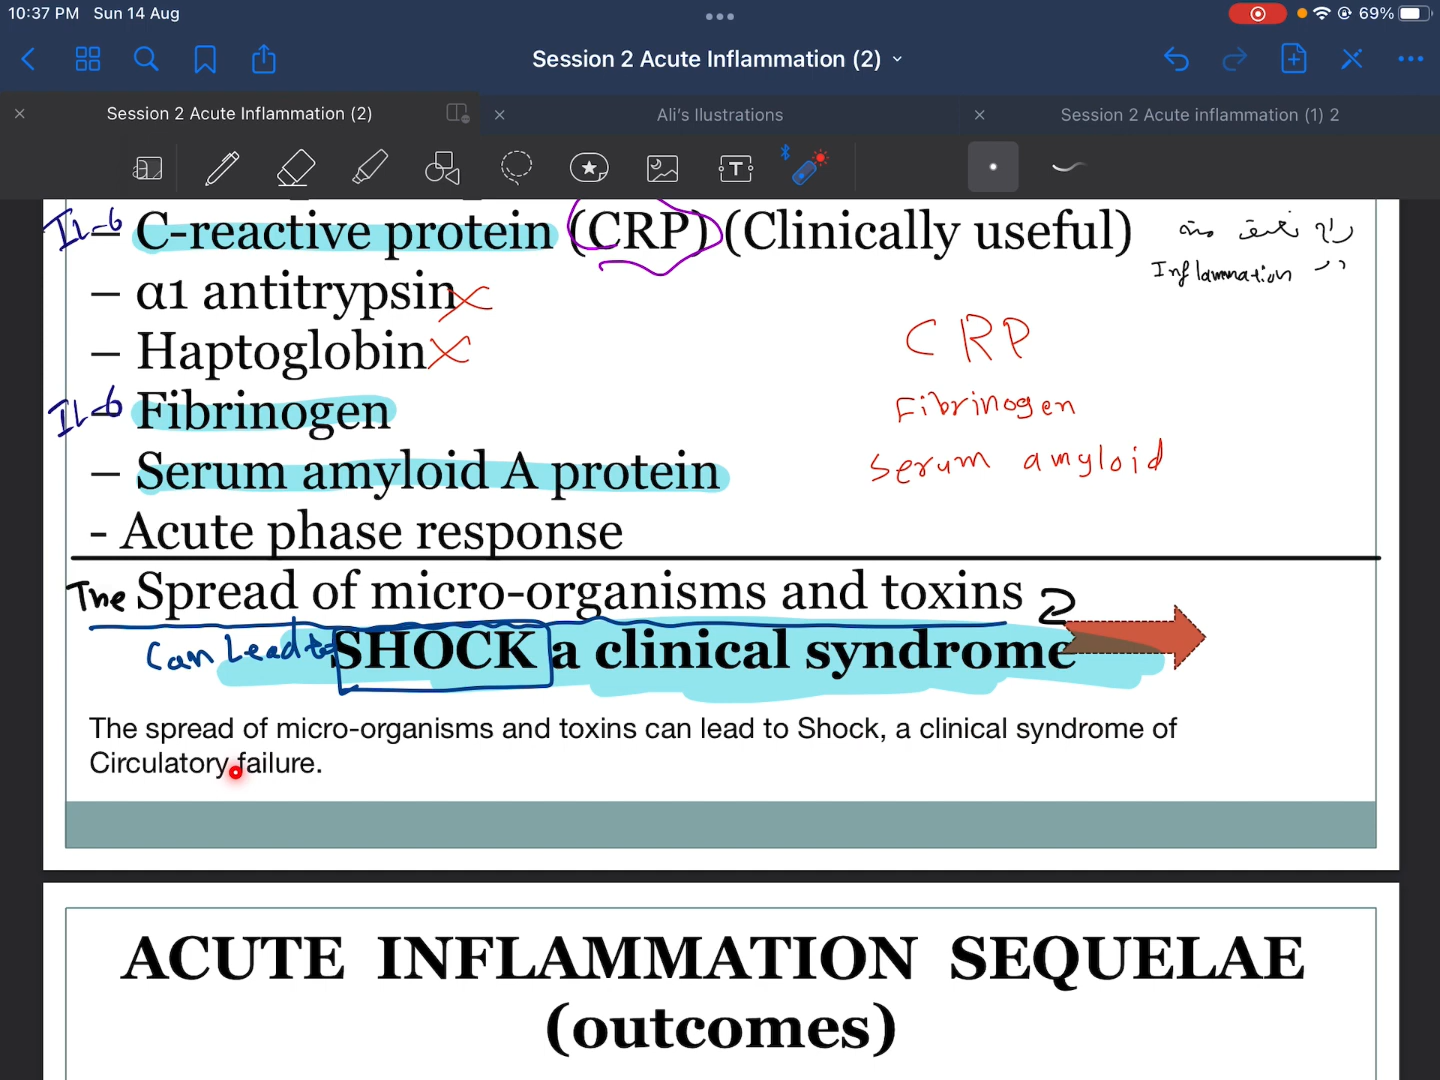 10:37 PM Sun 14 Aug
69%
Session 2 Acute Inflammation (2)
Session 2 Acute Inflammation (2)
Ali's Ilustrations
Session 2 Acute inflammation (1) 2
IL-6 – C-reactive protein (CRP) (Clinically useful)
Inflammation
– α1 antitrypsin
CRP
– Haptoglobin
Fibrinogen
IL-6 Fibrinogen
Serum amyloid
– Serum amyloid A protein
- Acute phase response
The Spread of micro-organisms and toxins 2
Can Lead to SHOCK a clinical syndrome
The spread of micro-organisms and toxins can lead to Shock, a clinical syndrome of
Circulatory failure.
ACUTE INFLAMMATION SEQUELAE
(outcomes)